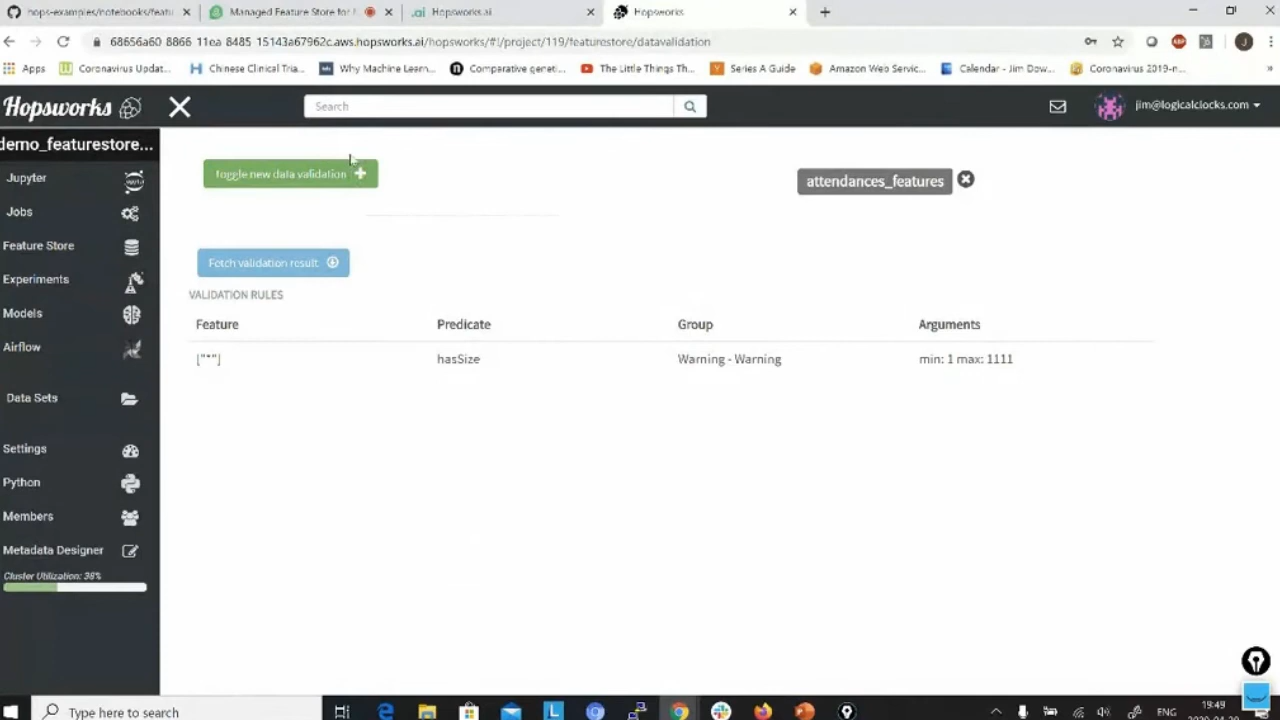 hops-examples/notebooks/featu
Managed Feature Store for
Hopsworks.ai
Hopsworks
68656a60 8866 11ea 8485 15143a67962c.aws.hopsworks.ai/hopsworks/#!/project/119/featurestore/datavalidation
ABP
J
Apps
Coronavirus Updat...
Chinese Clinical Tria...
Why Machine Learn...
Comparative geneti...
The Little Things Th...
Series A Guide
Amazon Web Servic...
Calendar - Jim Dow...
Coronavirus 2019-n...
Hopsworks
Search
jim@logicalclocks.com
demo_featurestore...
Toggle new data validation
attendances_features
Jupyter
Jobs
Feature Store
Fetch validation result
Experiments
VALIDATION RULES
Models
Feature Predicate Group Arguments
Airflow
["*"] hasSize Warning - Warning min: 1 max: 1111
Data Sets
Settings
Python
Members
Metadata Designer
Cluster Utilization: 38%
Type here to search
ENG
19:49